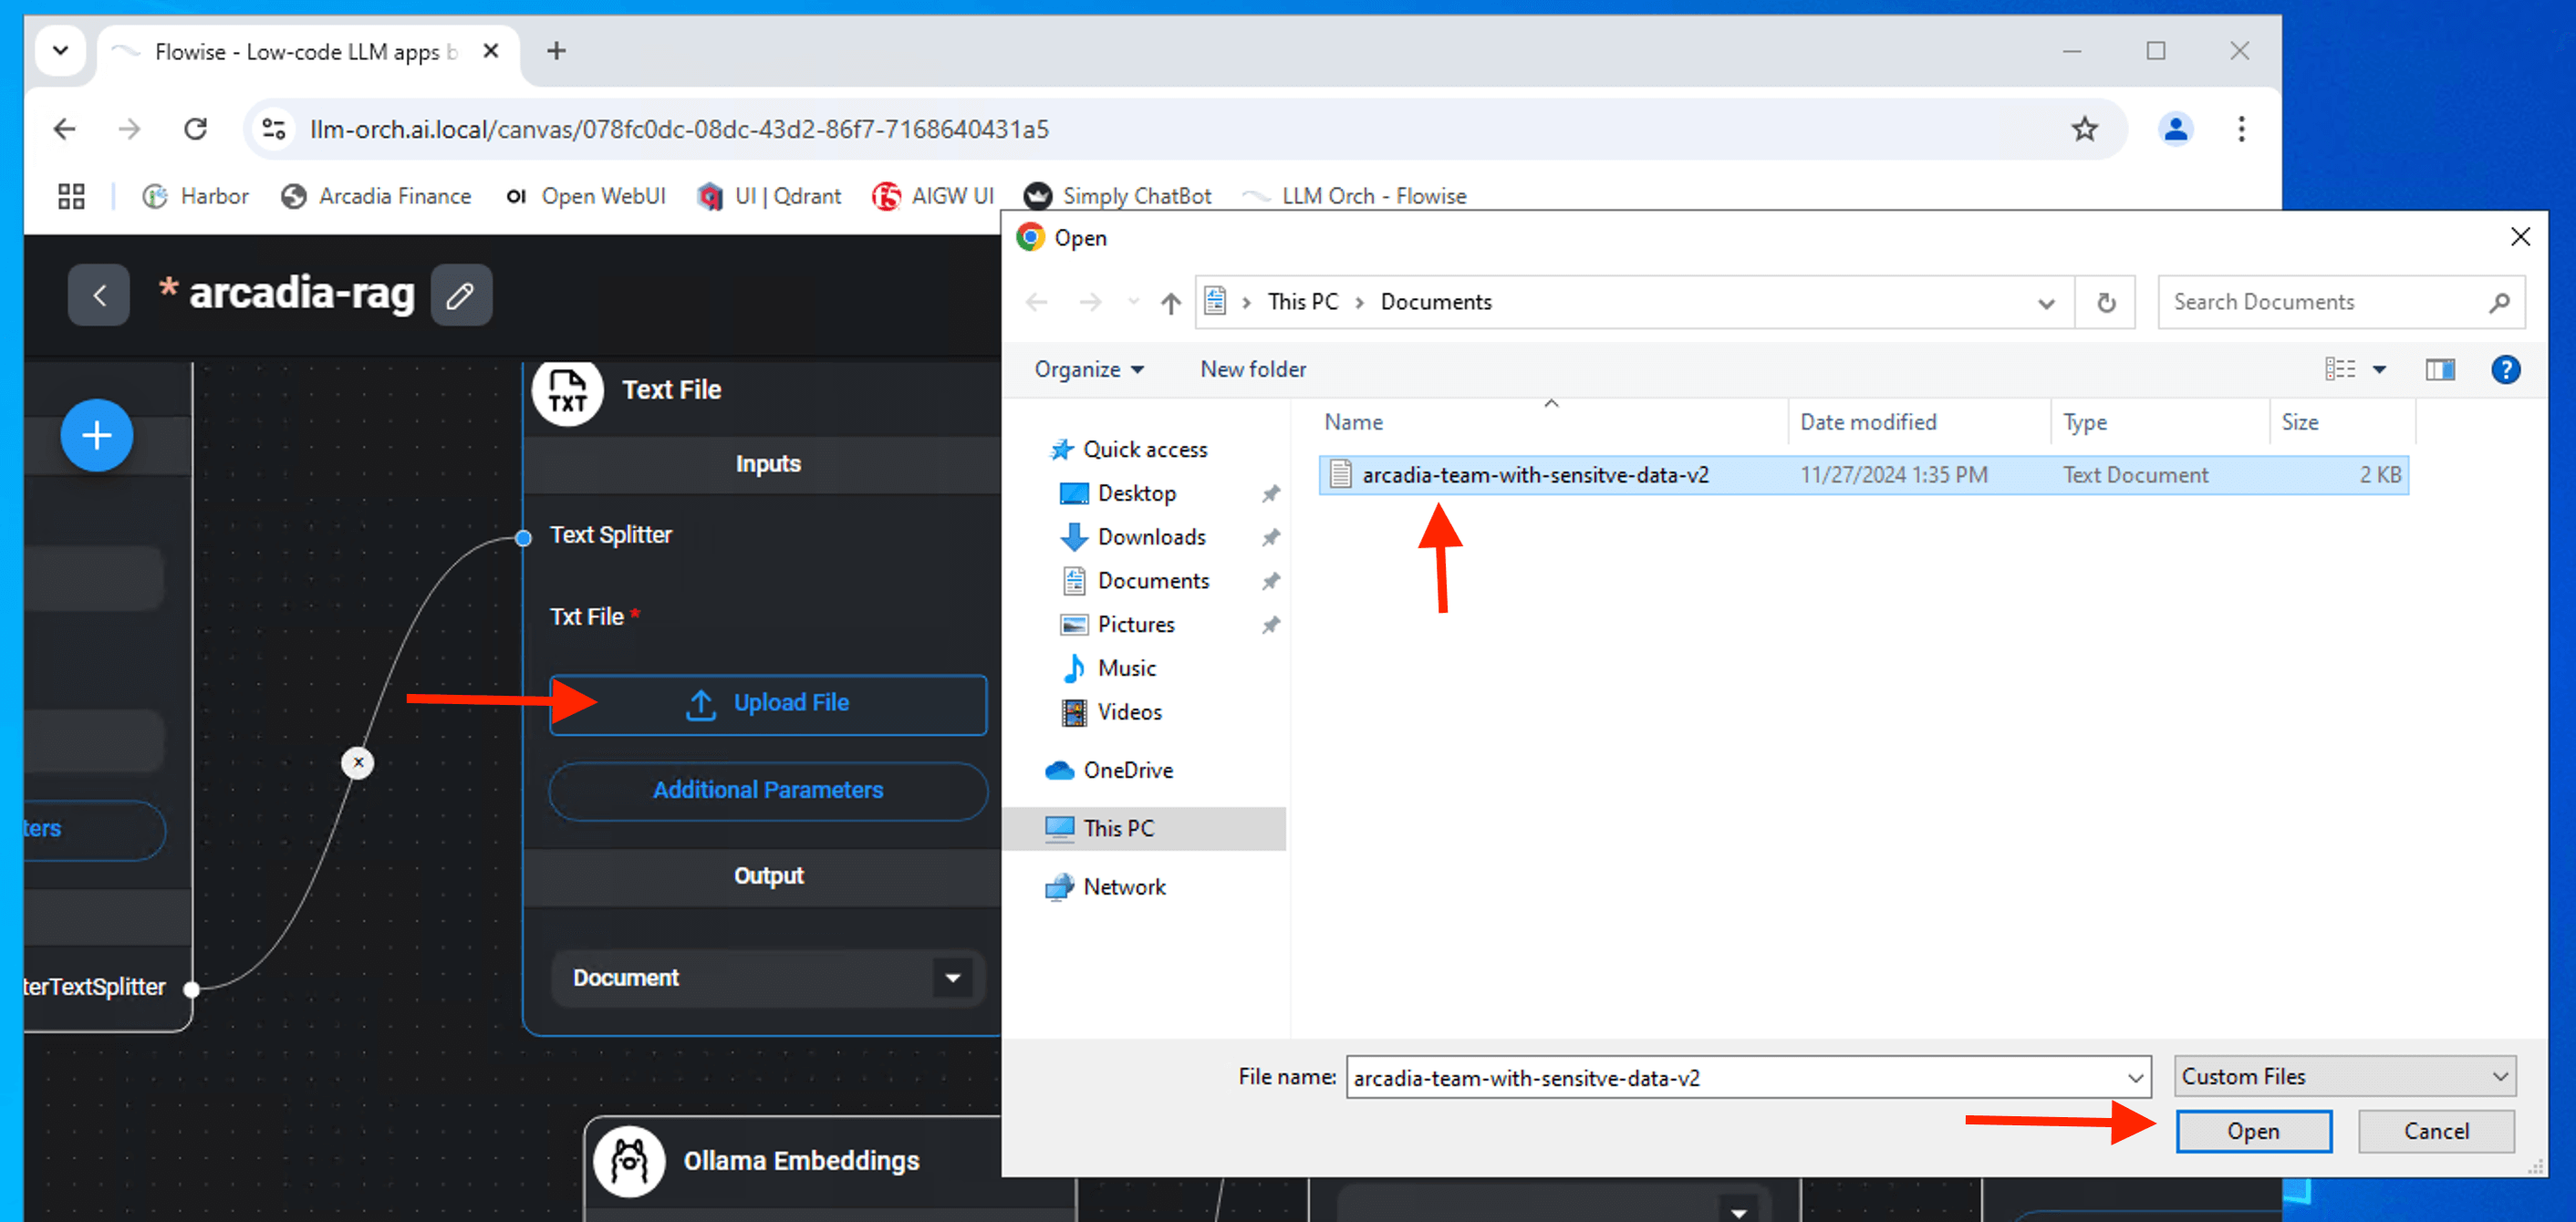 Flowise - Low-code LLM apps b
llm-orch.ai.local/canvas/078fc0dc-08dc-43d2-86f7-7168640431a5
Harbor
Arcadia Finance
OI Open WebUI
UI | Qdrant
AIGW UI
Simply ChatBot
LLM Orch - Flowise
* arcadia-rag
TXT
Text File
Inputs
Text Splitter
Txt File *
Upload File
Additional Parameters
Output
Document
ters
terTextSplitter
Ollama Embeddings
Open
This PC > Documents
Search Documents
Organize
New folder
Name
Date modified
Type
Size
arcadia-team-with-sensitve-data-v2
11/27/2024 1:35 PM
Text Document
2 KB
Quick access
Desktop
Downloads
Documents
Pictures
Music
Videos
OneDrive
This PC
Network
File name:
arcadia-team-with-sensitve-data-v2
Custom Files
Open
Cancel